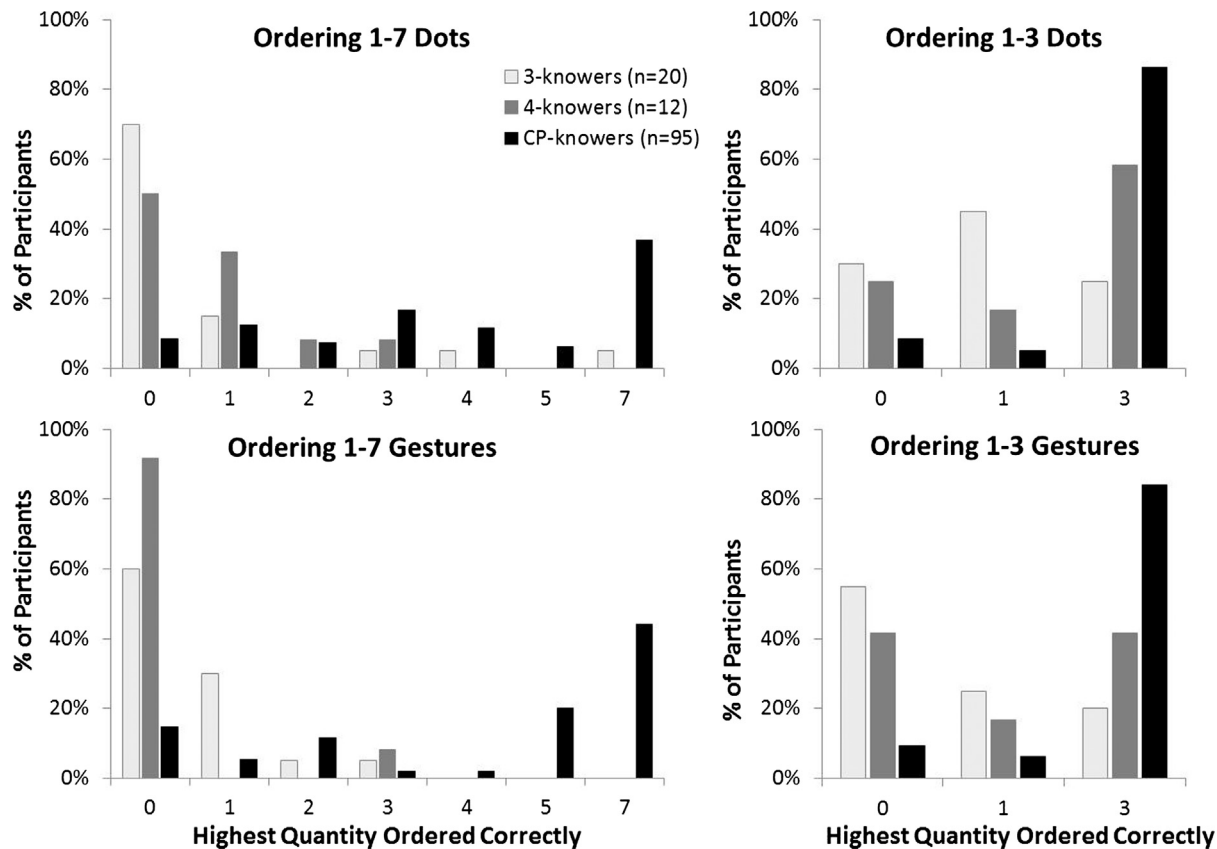 Ordering 1-7 Dots
3-knowers (n=20)
4-knowers (n=12)
CP-knowers (n=95)
% of Participants
100%
80%
60%
40%
20%
0%
0 1 2 3 4 5 7
Ordering 1-3 Dots
% of Participants
100%
80%
60%
40%
20%
0%
0 1 3
Ordering 1-7 Gestures
% of Participants
100%
80%
60%
40%
20%
0%
0 1 2 3 4 5 7
Highest Quantity Ordered Correctly
Ordering 1-3 Gestures
% of Participants
100%
80%
60%
40%
20%
0%
0 1 3
Highest Quantity Ordered Correctly